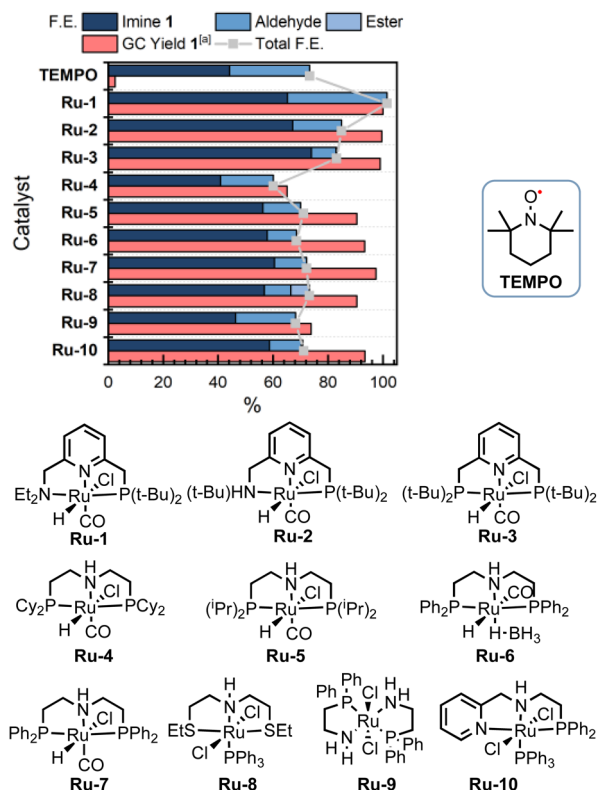 F.E. Imine 1 Aldehyde Ester
GC Yield 1[a] Total F.E.
Catalyst
TEMPO
Ru-1
Ru-2
Ru-3
Ru-4
Ru-5
Ru-6
Ru-7
Ru-8
Ru-9
Ru-10
0 20 40 60 80 100
%
O•
N
TEMPO
N Cl
Et2N Ru P(t-Bu)2
H CO
Ru-1
N Cl
(t-Bu)HN Ru P(t-Bu)2
H CO
Ru-2
N Cl
(t-Bu)2P Ru P(t-Bu)2
H CO
Ru-3
H
N Cl
Cy2P Ru PCy2
H CO
Ru-4
H
N Cl
(iPr)2P Ru P(iPr)2
H CO
Ru-5
H
N CO
Ph2P Ru PPh2
H H-BH3
Ru-6
H
N Cl
Ph2P Ru PPh2
H CO
Ru-7
H
N Cl
EtS Ru SEt
Cl PPh3
Ru-8
Ph Ph
P Cl H N H
Ru
N H H Cl P Ph Ph
Ru-9
H
N Cl
N Ru PPh2
Cl PPh3
Ru-10